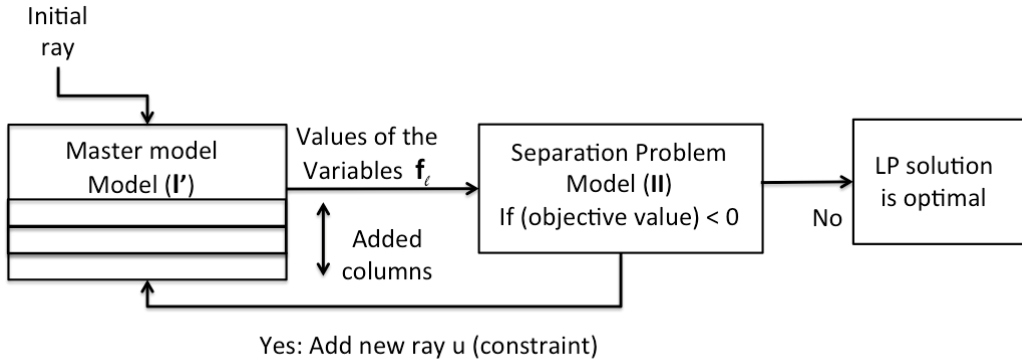 Initial
ray
Master model
Model (I')
Values of the
Variables fℓ
Added
columns
Separation Problem
Model (II)
If (objective value) < 0
No
LP solution
is optimal
Yes: Add new ray u (constraint)